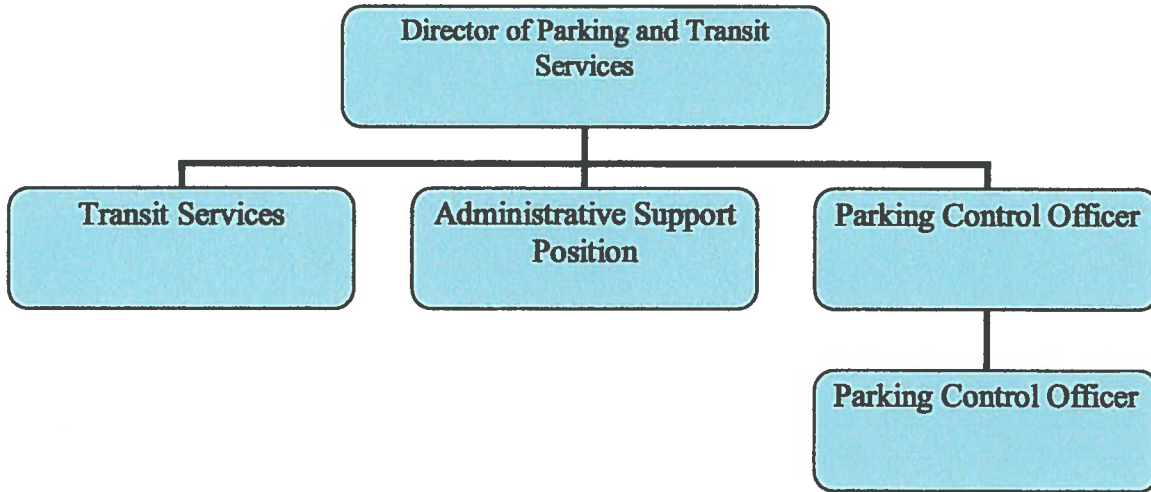 Director of Parking and Transit
Services
Transit Services
Administrative Support
Position
Parking Control Officer
Parking Control Officer